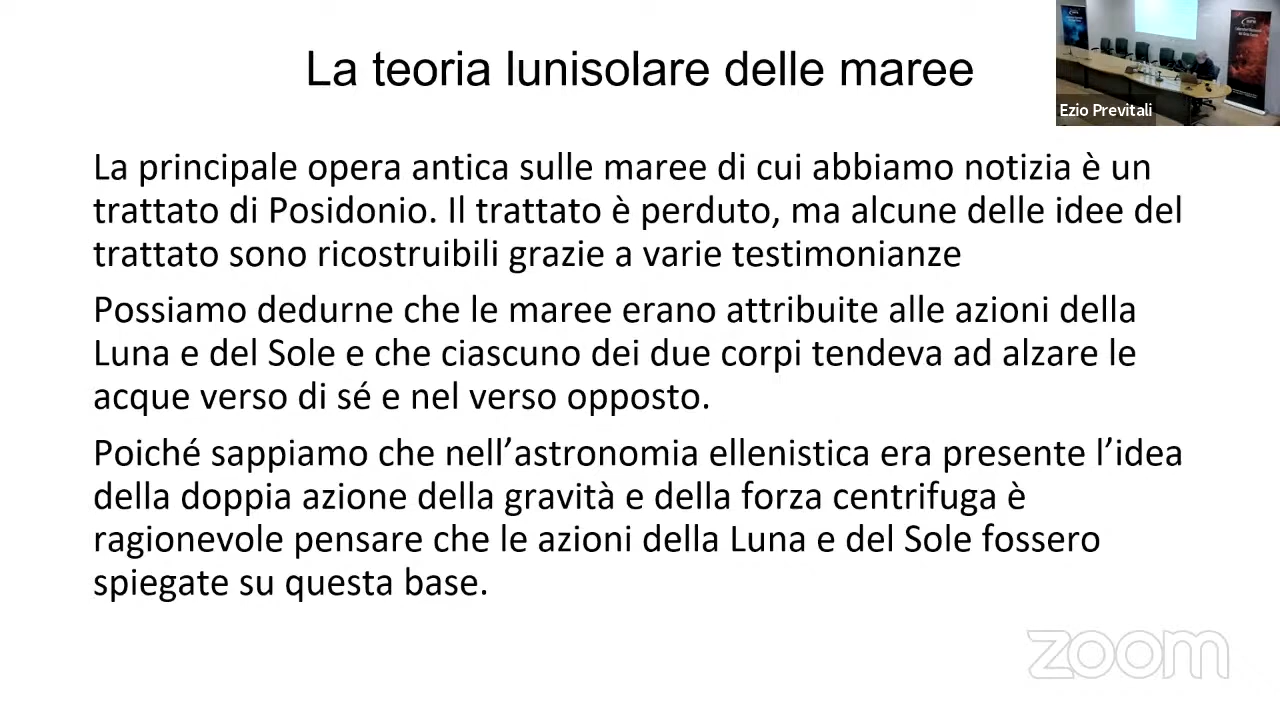 La teoria lunisolare delle maree
Ezio Previtali
La principale opera antica sulle maree di cui abbiamo notizia è un
trattato di Posidonio. Il trattato è perduto, ma alcune delle idee del
trattato sono ricostruibili grazie a varie testimonianze
Possiamo dedurne che le maree erano attribuite alle azioni della
Luna e del Sole e che ciascuno dei due corpi tendeva ad alzare le
acque verso di sé e nel verso opposto.
Poiché sappiamo che nell’astronomia ellenistica era presente l’idea
della doppia azione della gravità e della forza centrifuga è
ragionevole pensare che le azioni della Luna e del Sole fossero
spiegate su questa base.
zoom